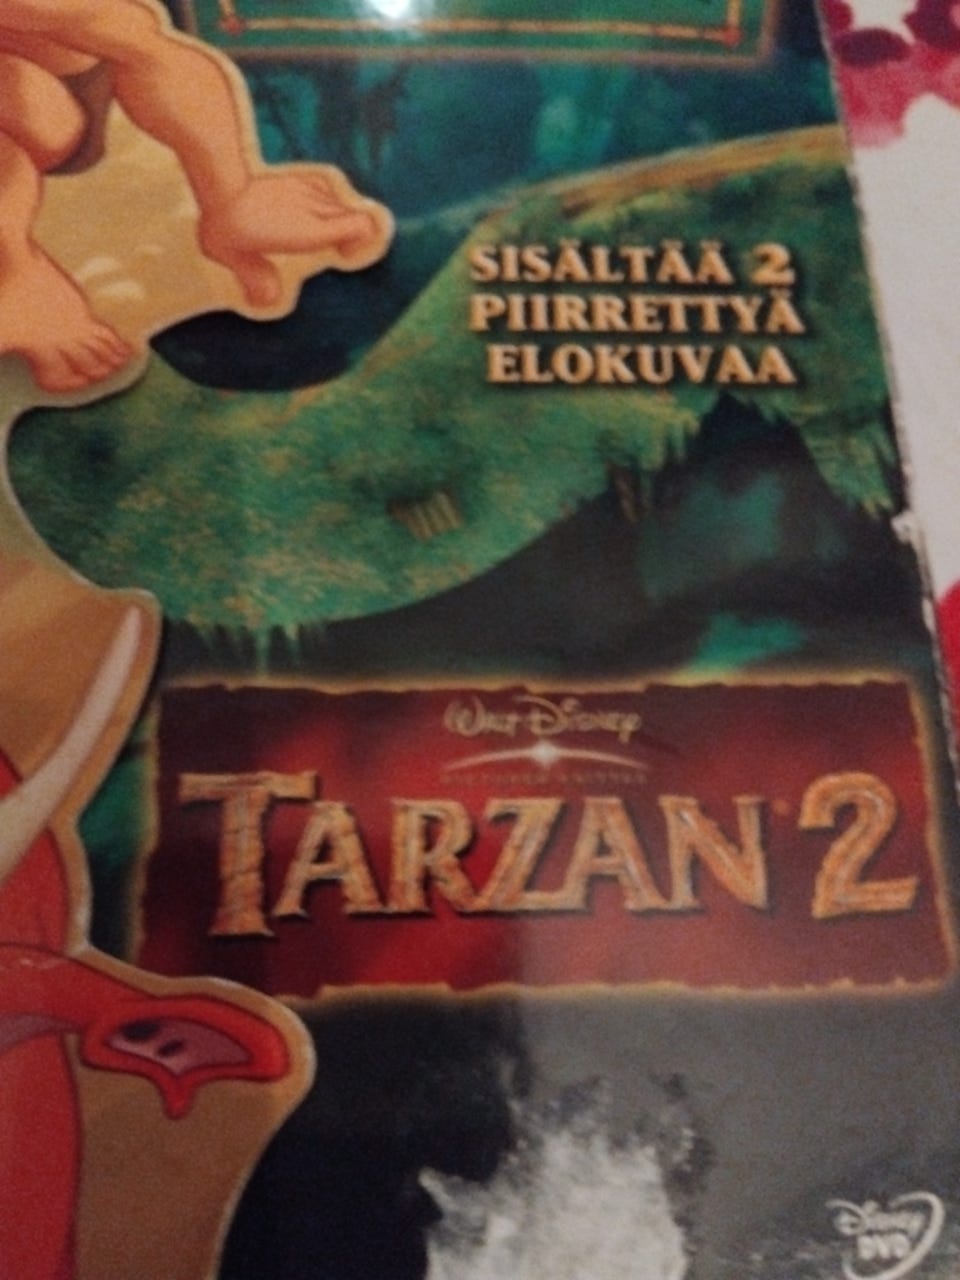 SISÄLTÄÄ 2
PIIRRETTYÄ
ELOKUVAA
WALT DISNEY
TARZAN 2
Disney
DVD